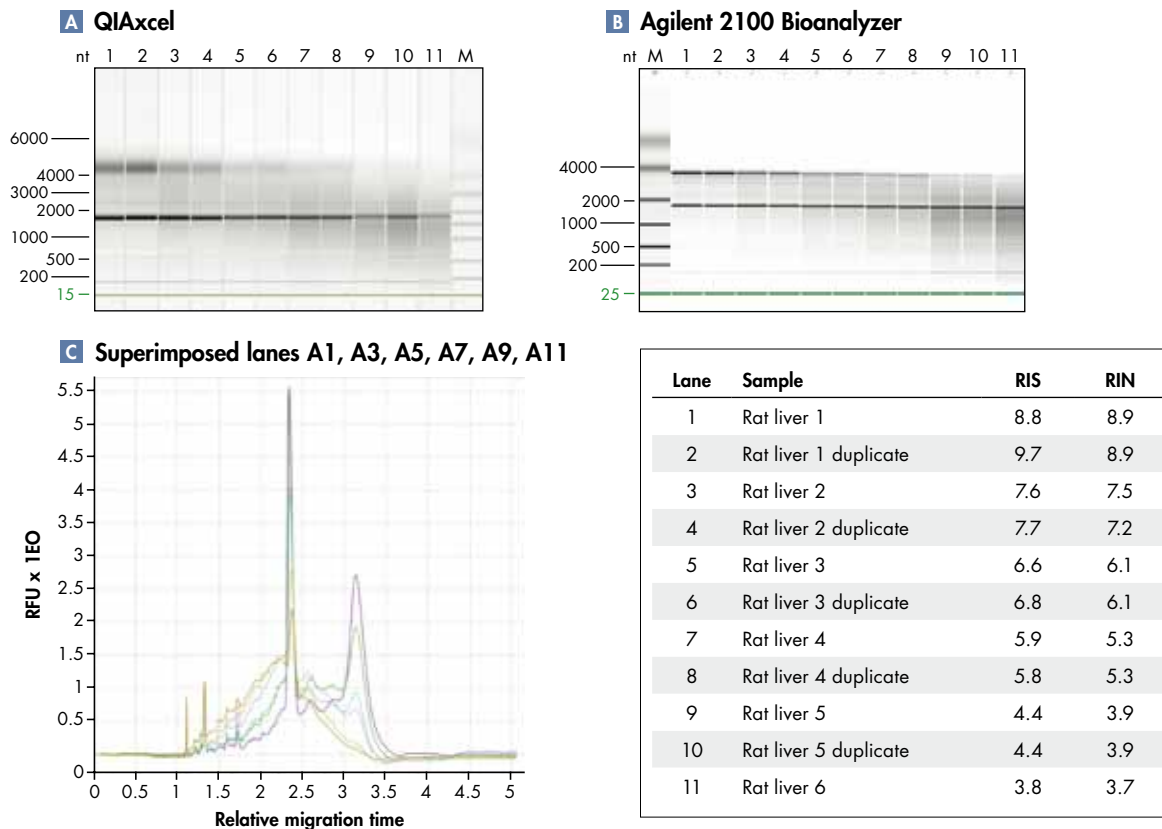 A QIAxcel
nt 1 2 3 4 5 6 7 8 9 10 11 M
6000
4000
3000
2000
1000
500
200
15
B Agilent 2100 Bioanalyzer
nt M 1 2 3 4 5 6 7 8 9 10 11
4000
2000
1000
500
200
25
C Superimposed lanes A1, A3, A5, A7, A9, A11
RFU x 1EO
5.5
5
4.5
4
3.5
3
2.5
2
1.5
1
0.5
0
0 0.5 1 1.5 2 2.5 3 3.5 4 4.5 5
Relative migration time
Lane Sample RIS RIN
1 Rat liver 1 8.8 8.9
2 Rat liver 1 duplicate 9.7 8.9
3 Rat liver 2 7.6 7.5
4 Rat liver 2 duplicate 7.7 7.2
5 Rat liver 3 6.6 6.1
6 Rat liver 3 duplicate 6.8 6.1
7 Rat liver 4 5.9 5.3
8 Rat liver 4 duplicate 5.8 5.3
9 Rat liver 5 4.4 3.9
10 Rat liver 5 duplicate 4.4 3.9
11 Rat liver 6 3.8 3.7